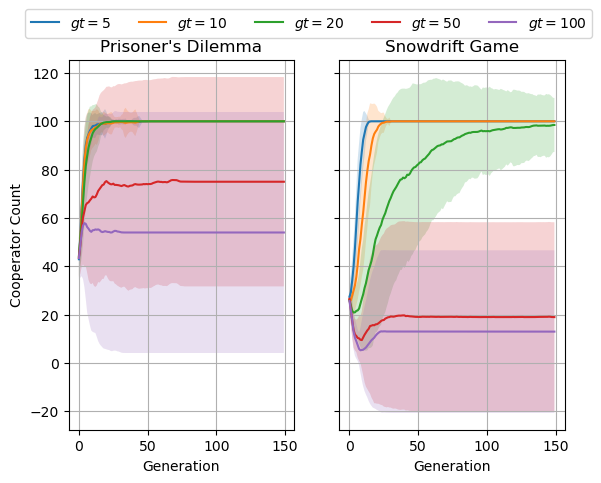 gt = 5 gt = 10 gt = 20 gt = 50 gt = 100
Prisoner's Dilemma Snowdrift Game
120
100
80
60
40
20
0
−20
Cooperator Count
0 50 100 150 0 50 100 150
Generation Generation